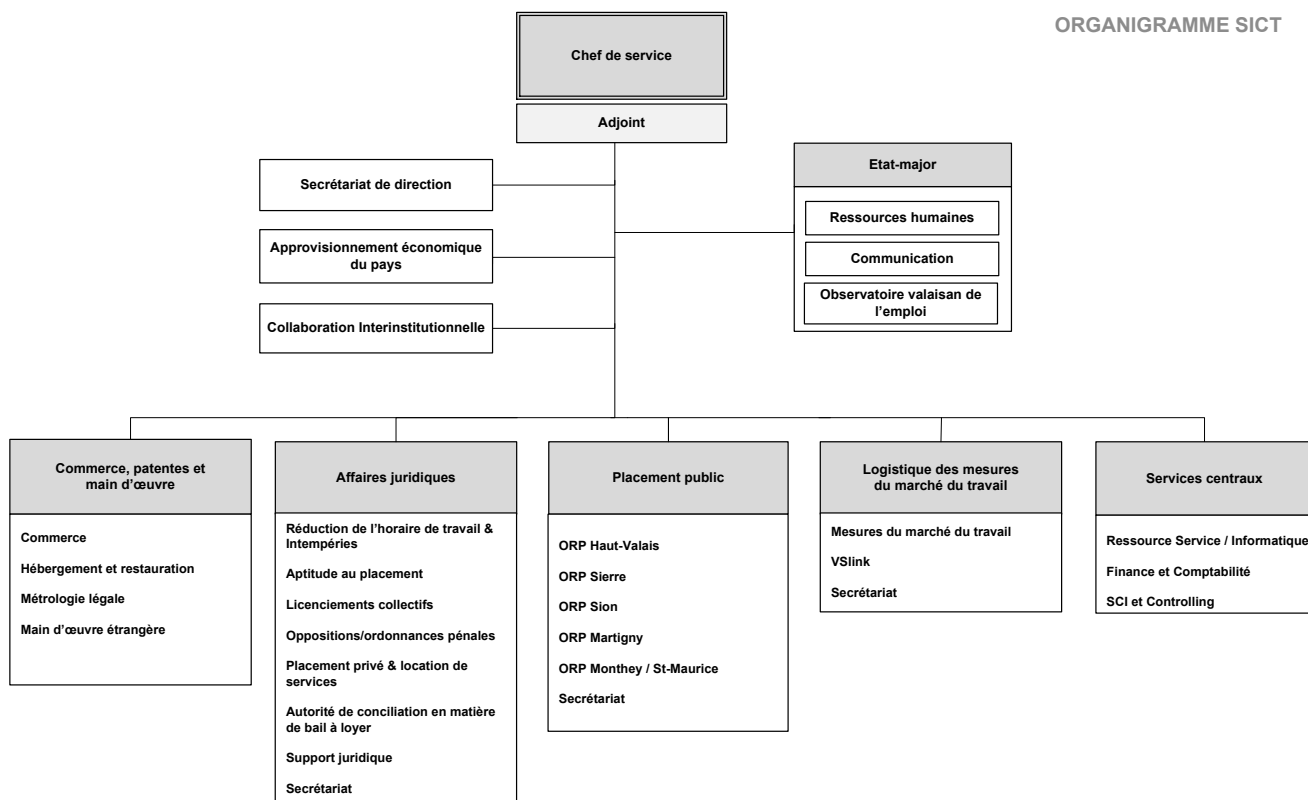 ORGANIGRAMME SICT
Chef de service
Adjoint
Secrétariat de direction
Approvisionnement économique
du pays
Collaboration Interinstitutionnelle
Etat-major
Ressources humaines
Communication
Observatoire valaisan de
l'emploi
Commerce, patentes et
main d'œuvre
Commerce
Hébergement et restauration
Métrologie légale
Main d'œuvre étrangère
Affaires juridiques
Réduction de l'horaire de travail &
Intempéries
Aptitude au placement
Licenciements collectifs
Oppositions/ordonnances pénales
Placement privé & location de
services
Autorité de conciliation en matière
de bail à loyer
Support juridique
Secrétariat
Placement public
ORP Haut-Valais
ORP Sierre
ORP Sion
ORP Martigny
ORP Monthey / St-Maurice
Secrétariat
Logistique des mesures
du marché du travail
Mesures du marché du travail
VSlink
Secrétariat
Services centraux
Ressource Service / Informatique
Finance et Comptabilité
SCI et Controlling